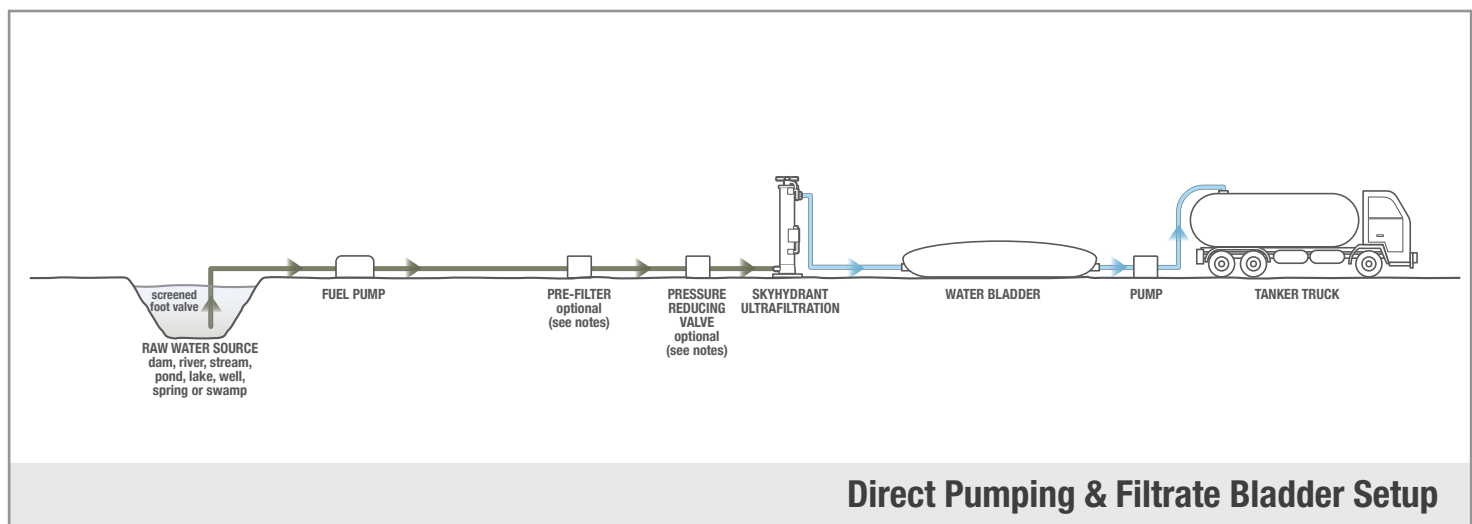 screened
foot valve
RAW WATER SOURCE
dam, river, stream,
pond, lake, well,
spring or swamp
FUEL PUMP
PRE-FILTER
optional
(see notes)
PRESSURE
REDUCING
VALVE
optional
(see notes)
SKYHYDRANT
ULTRAFILTRATION
WATER BLADDER
PUMP
TANKER TRUCK
Direct Pumping & Filtrate Bladder Setup